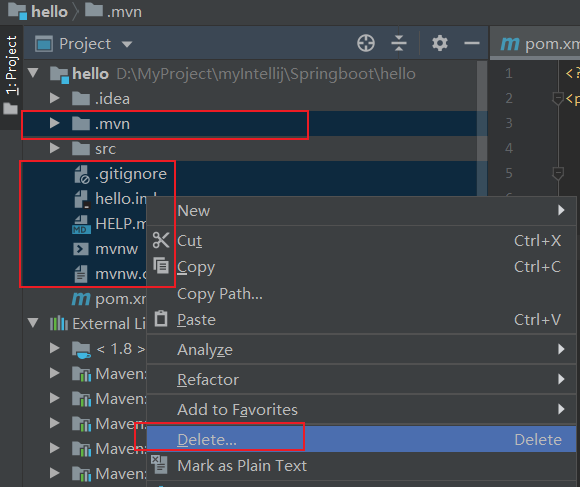 hello .mvn
1: Project
Project
pom.xm
hello D:\MyProject\myIntellij\Springboot\hello
.idea
.mvn
src
.gitignore
hello.iml
HELP.m
mvnw
mvnw.c
pom.xm
External Li
< 1.8 >
Maven:
Maven:
Maven:
Maven:
Maven:
New
Cut Ctrl+X
Copy Ctrl+C
Copy Path...
Paste Ctrl+V
Analyze
Refactor
Add to Favorites
Delete... Delete
Mark as Plain Text
1 <?
2 <p
3
4
5
6